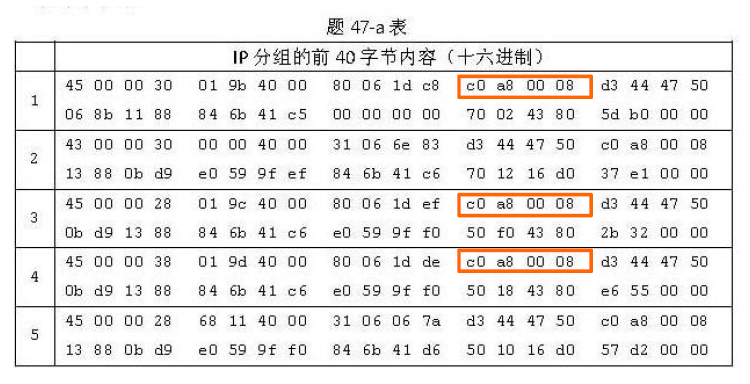 题 47-a 表
IP 分组的前 40 字节内容（十六进制）
1
45 00 00 30 01 9b 40 00 80 06 1d c8 c0 a8 00 08 d3 44 47 50
06 8b 11 88 84 6b 41 c5 00 00 00 00 70 02 43 80 5d b0 00 00
2
43 00 00 30 00 00 40 00 31 06 6e 83 d3 44 47 50 c0 a8 00 08
13 88 0b d9 e0 59 9f ef 84 6b 41 c6 70 12 16 d0 37 e1 00 00
3
45 00 00 28 01 9c 40 00 80 06 1d ef c0 a8 00 08 d3 44 47 50
0b d9 13 88 84 6b 41 c6 e0 59 9f f0 50 f0 43 80 2b 32 00 00
4
45 00 00 38 01 9d 40 00 80 06 1d de c0 a8 00 08 d3 44 47 50
0b d9 13 88 84 6b 41 c6 e0 59 9f f0 50 18 43 80 e6 55 00 00
5
45 00 00 28 68 11 40 00 31 06 06 7a d3 44 47 50 c0 a8 00 08
13 88 0b d9 e0 59 9f f0 84 6b 41 d6 50 10 16 d0 57 d2 00 00